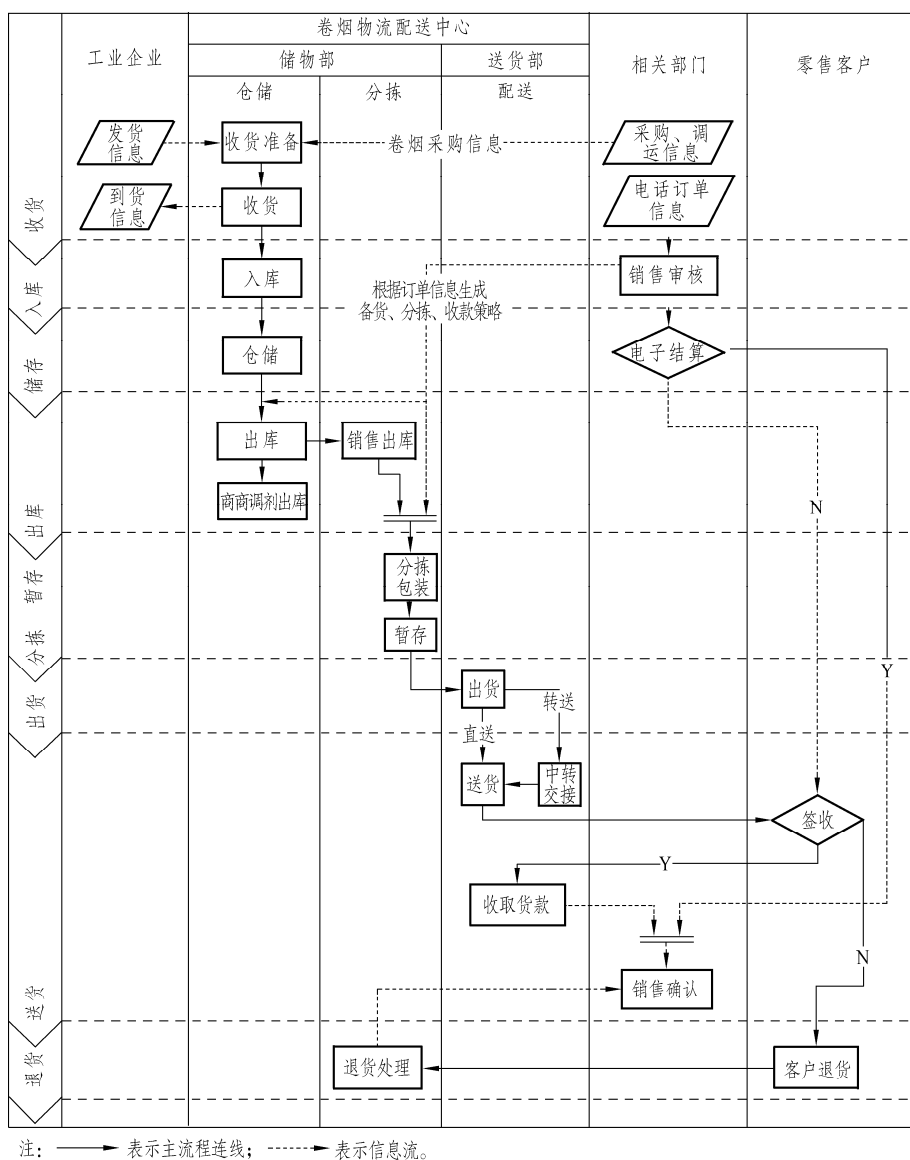 卷烟物流配送中心
工业企业
储物部
送货部
相关部门
零售客户
仓储
分拣
配送
收货
发货
信息
收货准备
卷烟采购信息
采购、调
运信息
到货
信息
收货
电话订单
信息
入库
入库
根据订单信息生成
备货、分拣、收款策略
销售审核
储存
仓储
电子结算
出库
出库
销售出库
商商调剂出库
N
分拣 暂存
分拣
包装
暂存
Y
出货
出货
转送
直送
送货
送货
中转
交接
签收
Y
收取货款
N
销售确认
退货
退货处理
客户退货
注: 表示主流程连线; 表示信息流。